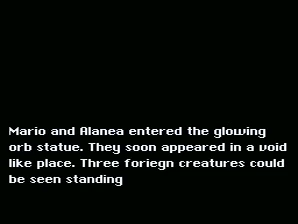 Mario and Alanea entered the glowing
orb statue. They soon appeared in a void
like place. Three foriegn creatures could
be seen standing